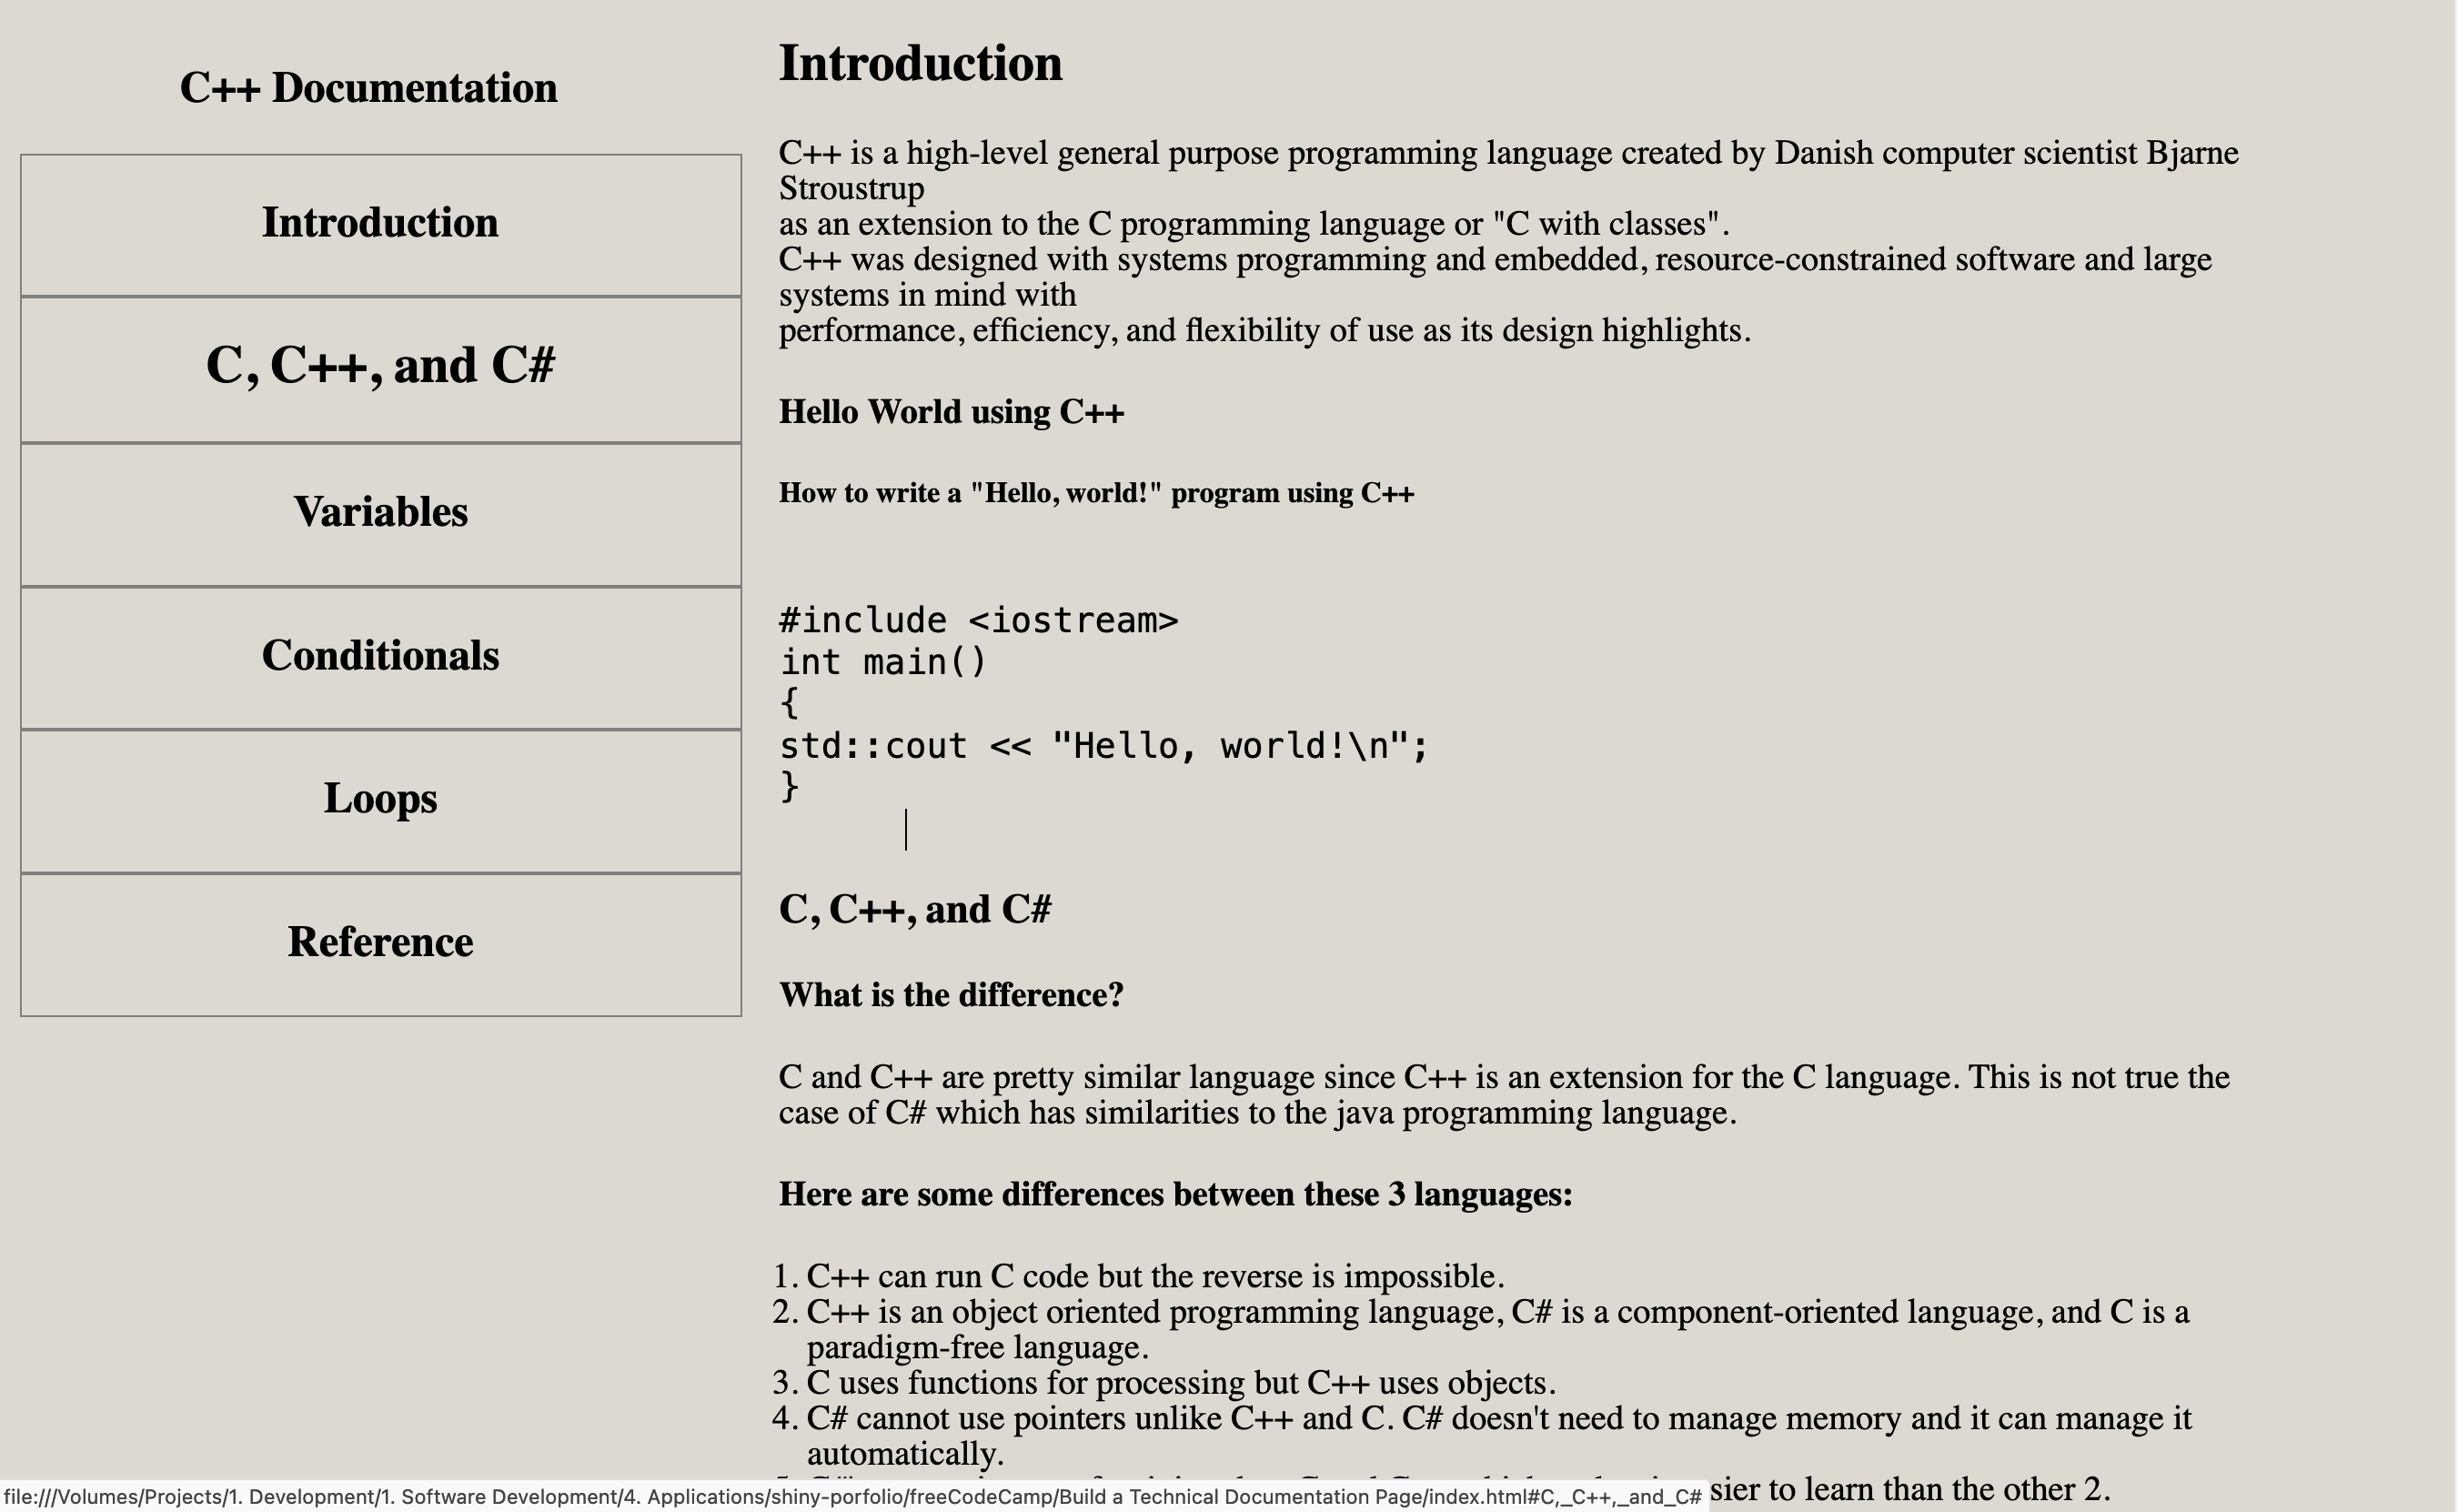 C++ Documentation
Introduction
C, C++, and C#
Variables
Conditionals
Loops
Reference
Introduction
C++ is a high-level general purpose programming language created by Danish computer scientist Bjarne
Stroustrup
as an extension to the C programming language or "C with classes".
C++ was designed with systems programming and embedded, resource-constrained software and large
systems in mind with
performance, efficiency, and flexibility of use as its design highlights.
Hello World using C++
How to write a "Hello, world!" program using C++
#include <iostream>
int main()
{
std::cout << "Hello, world!\n";
}
C, C++, and C#
What is the difference?
C and C++ are pretty similar language since C++ is an extension for the C language. This is not true the
case of C# which has similarities to the java programming language.
Here are some differences between these 3 languages:
1. C++ can run C code but the reverse is impossible.
2. C++ is an object oriented programming language, C# is a component-oriented language, and C is a
paradigm-free language.
3. C uses functions for processing but C++ uses objects.
4. C# cannot use pointers unlike C++ and C. C# doesn't need to manage memory and it can manage it
automatically.
to learn than the other 2.
file:///Volumes/Projects/1. Development/1. Software Development/4. Applications/shiny-porfolio/freeCodeCamp/Build a Technical Documentation Page/index.html#C,_C++,_and_C#